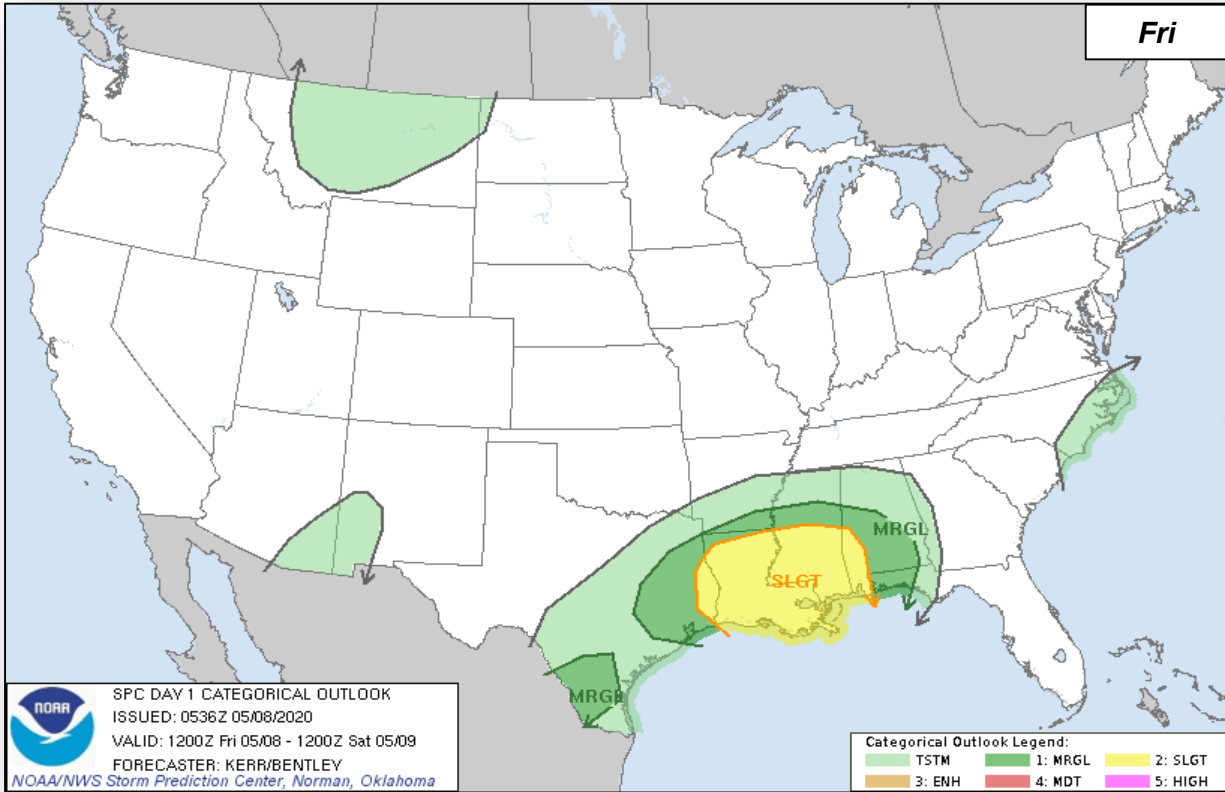 Fri
MRGL
SLGT
MRGL
NOAA
SPC DAY 1 CATEGORICAL OUTLOOK
ISSUED: 0536Z 05/08/2020
VALID: 1200Z Fri 05/08 - 1200Z Sat 05/09
FORECASTER: KERR/BENTLEY
NOAA/NWS Storm Prediction Center, Norman, Oklahoma
Categorical Outlook Legend:
TSTM 1: MRGL 2: SLGT
3: ENH 4: MDT 5: HIGH